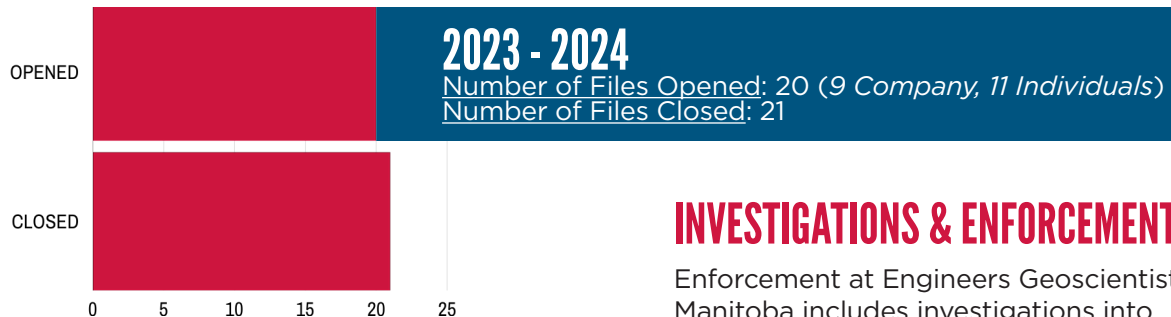 OPENED
2023 - 2024
Number of Files Opened: 20 (9 Company, 11 Individuals)
Number of Files Closed: 21
CLOSED
0 5 10 15 20 25
INVESTIGATIONS & ENFORCEMENT
Enforcement at Engineers Geoscientist
Manitoba includes investigations into